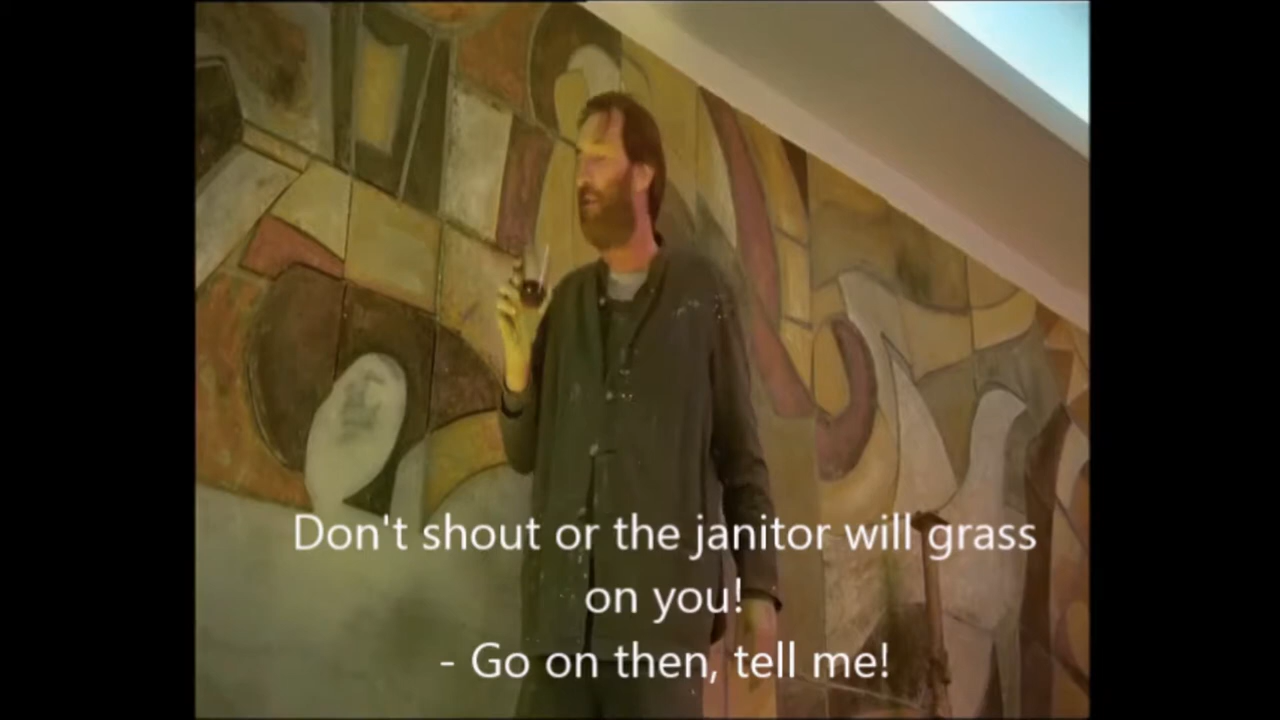 Don't shout or the janitor will grass
on you!
- Go on then, tell me!